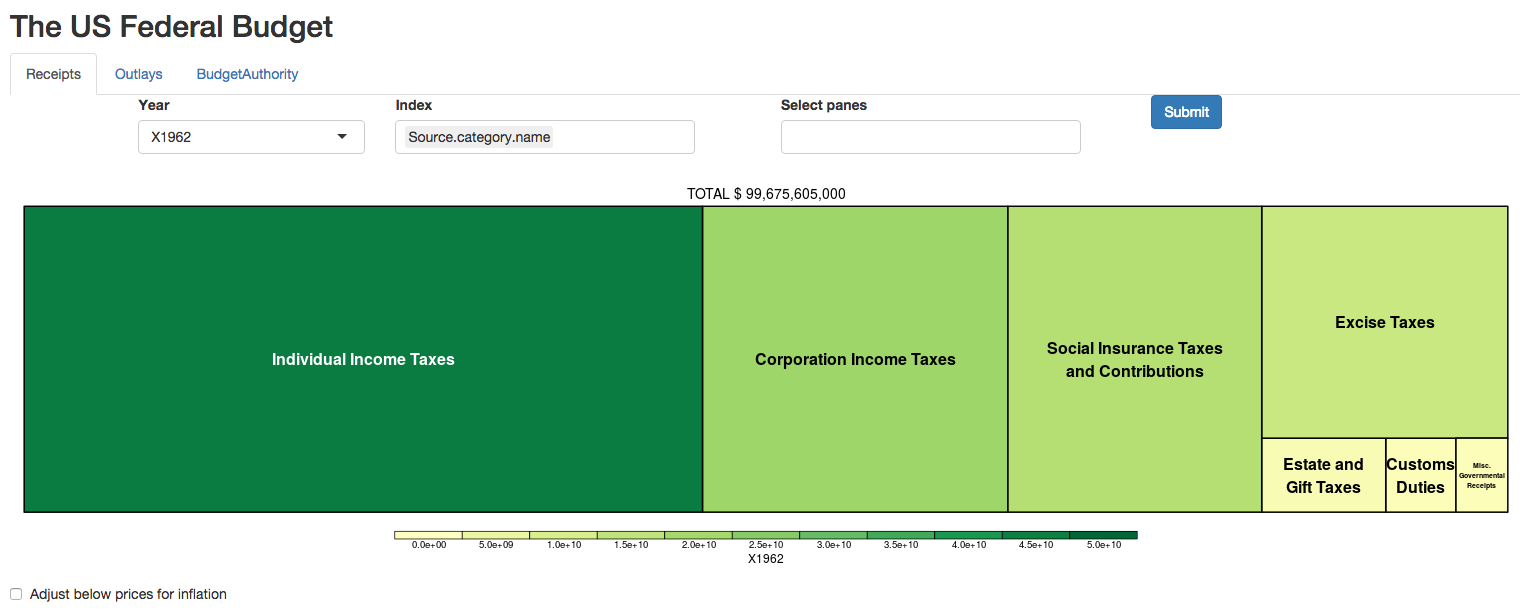 The US Federal Budget
Receipts Outlays BudgetAuthority
Year Index Select panes
X1962 Source.category.name Submit
TOTAL $ 99,675,605,000
Individual Income Taxes
Corporation Income Taxes
Social Insurance Taxes
and Contributions
Excise Taxes
Estate and
Gift Taxes
Customs
Duties
Misc.
Governmental
Receipts
0.0e+00 5.0e+09 1.0e+10 1.5e+10 2.0e+10 2.5e+10 3.0e+10 3.5e+10 4.0e+10 4.5e+10 5.0e+10
X1962
Adjust below prices for inflation